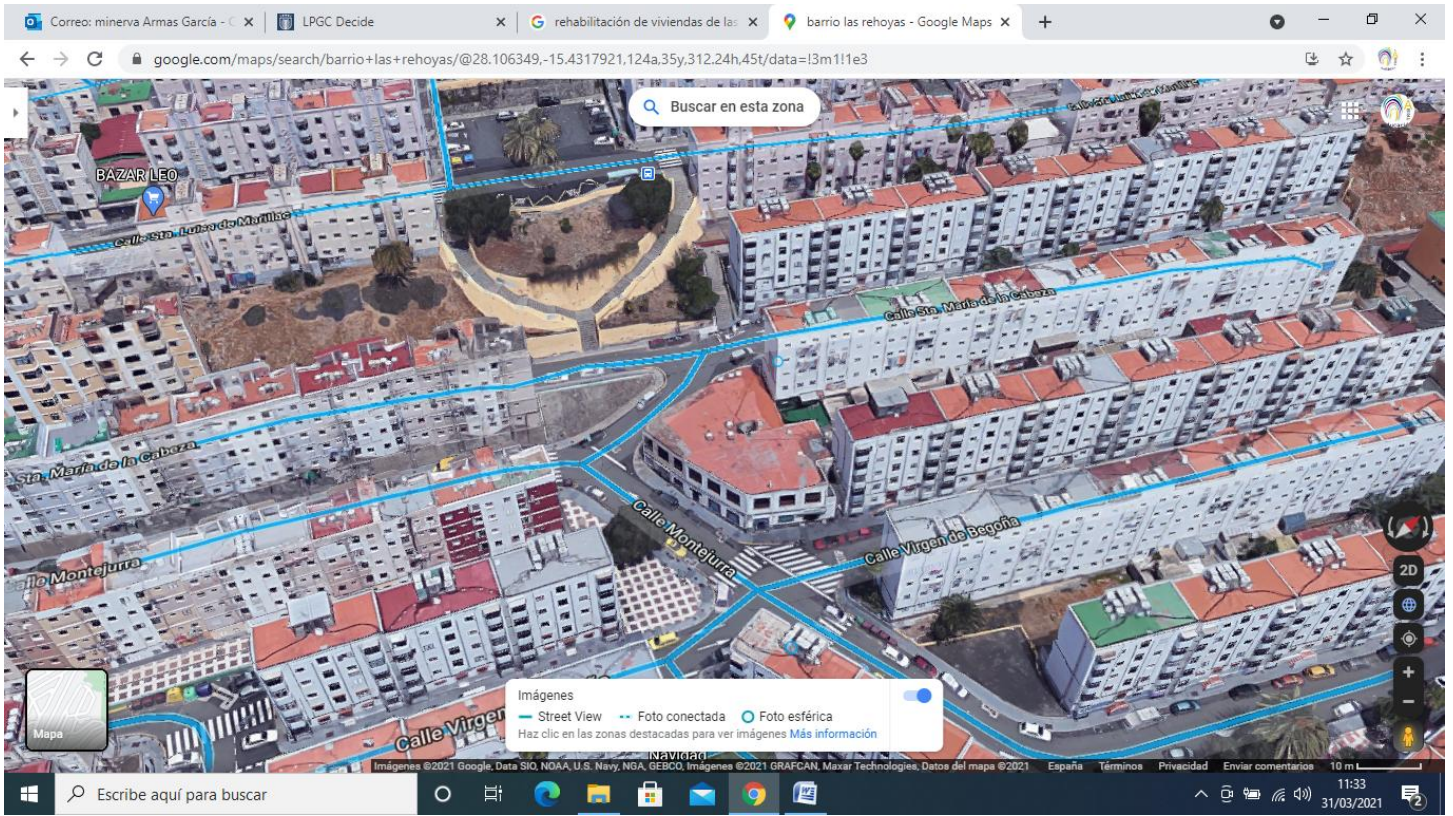 Correo: minerva Armas García - C
LPGC Decide
rehabilitación de viviendas de las
barrio las rehoyas - Google Maps
google.com/maps/search/barrio+las+rehoyas/@28.106349,-15.4317921,124a,35y,312.24h,45t/data=!3m1!1e3
Buscar en esta zona
BAZAR LEO
Calle Sta. Luisa de Marillac
Calle Sta. Luisa de Marillac
Calle Sta. María de la Cabeza
Sta. María de la Cabeza
Calle Montejurra
Calle Virgen de Begoña
Montejurra
2D
Mapa
Imágenes
Street View
Foto conectada
Foto esférica
Haz clic en las zonas destacadas para ver imágenes Más información
Calle Virgen
Navidad
Imágenes ©2021 Google, Data SIO, NOAA, U.S. Navy, NGA, GEBCO, Imágenes ©2021 GRAFCAN, Maxar Technologies, Datos del mapa ©2021 España Términos Privacidad Enviar comentarios 10 m
Escribe aquí para buscar
11:33
31/03/2021
2